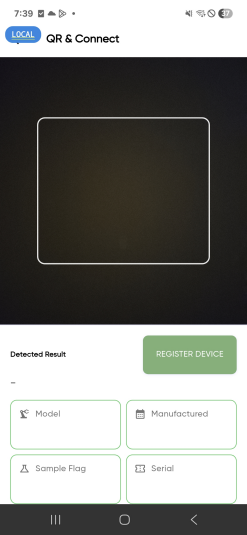 7:39
37
LOCAL
QR & Connect
Detected Result
REGISTER DEVICE
–
Model
Manufactured
Sample Flag
Serial